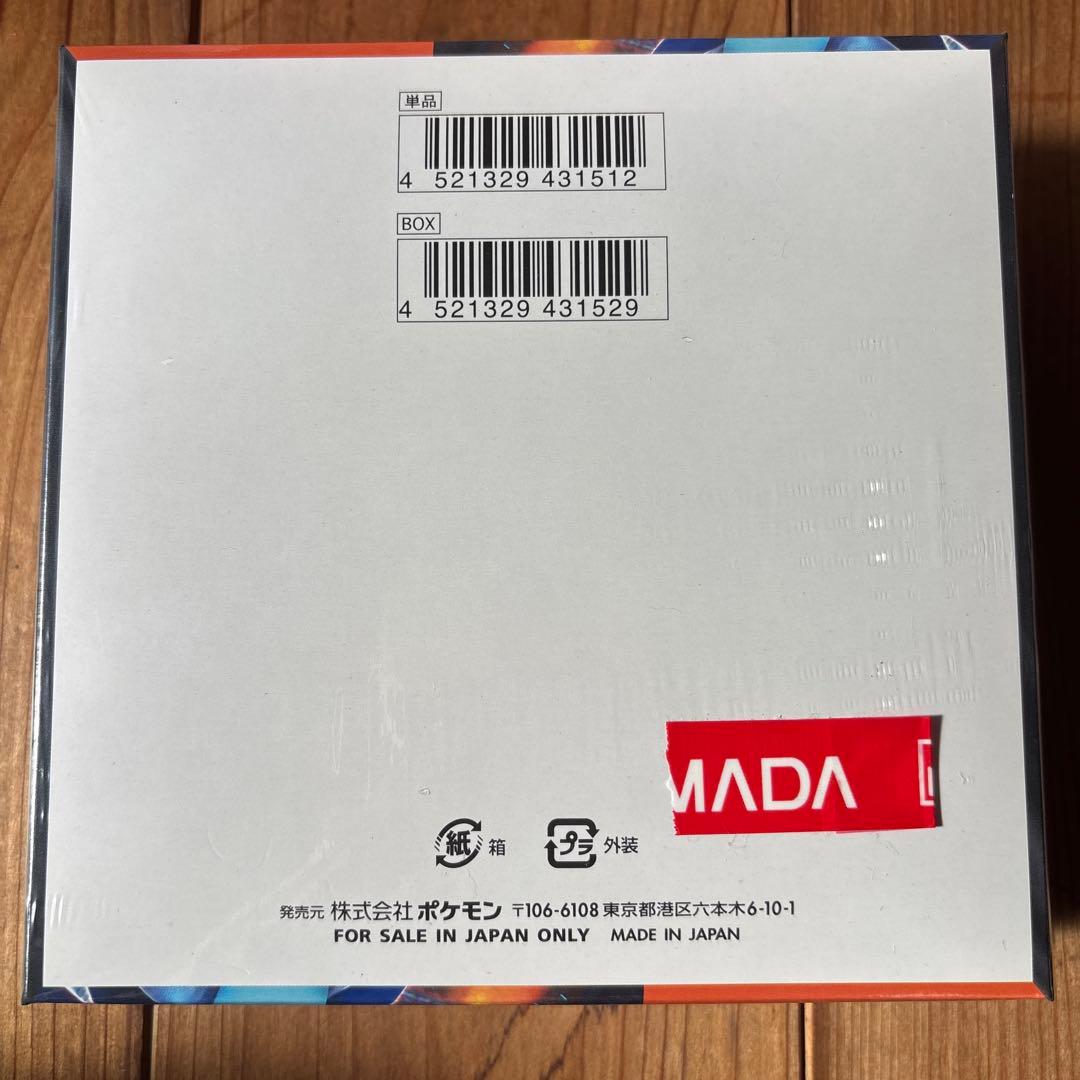 単品
4 521329 431512
BOX
4 521329 431529
MADA
紙 箱 プラ 外装
発売元 株式会社 ポケモン 〒106-6108 東京都港区六本木6-10-1
FOR SALE IN JAPAN ONLY MADE IN JAPAN